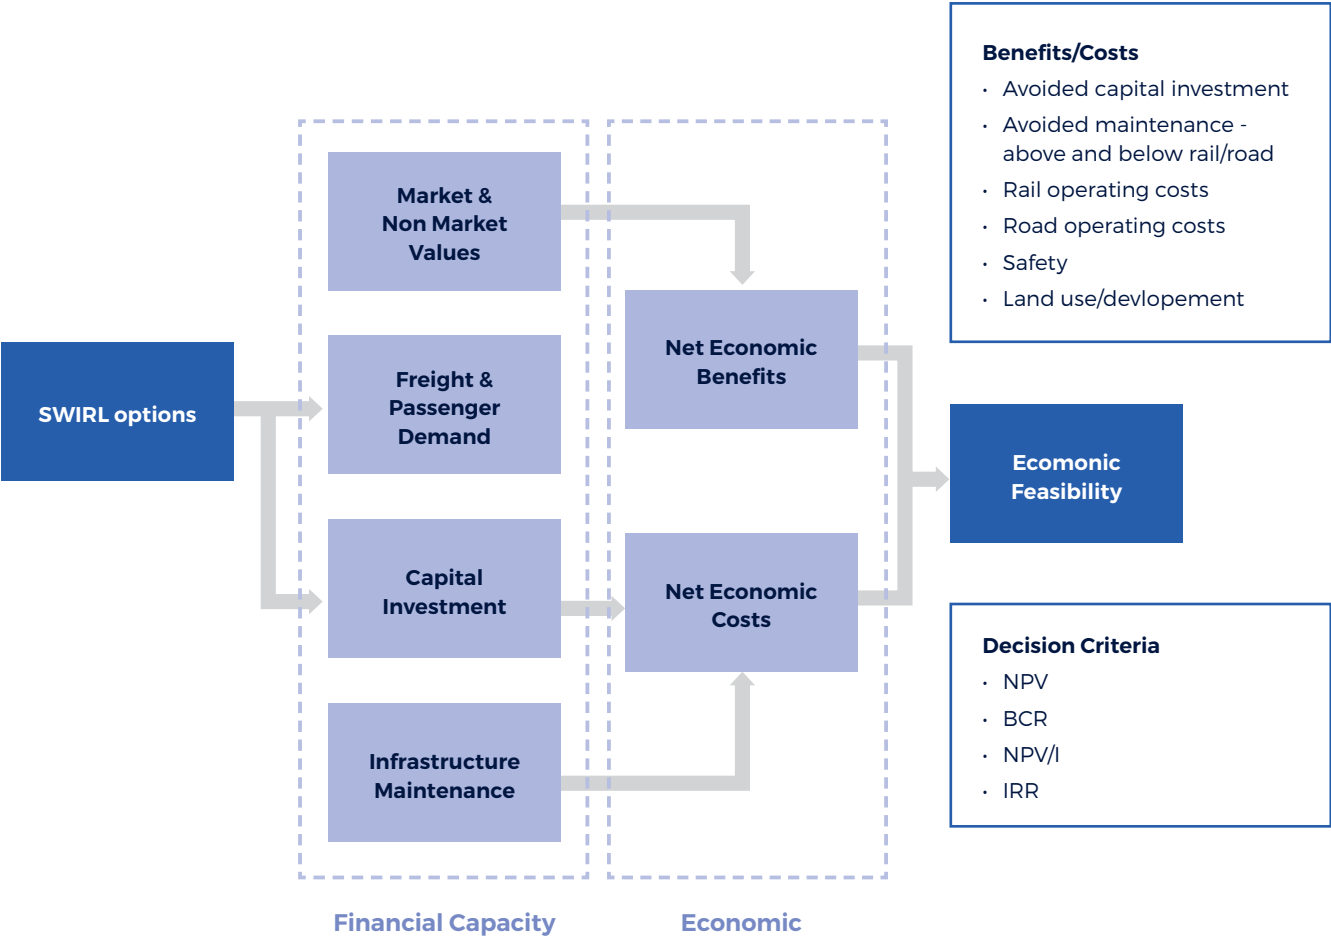 SWIRL options
Market &
Non Market
Values
Freight &
Passenger
Demand
Capital
Investment
Infrastructure
Maintenance
Financial Capacity
Net Economic
Benefits
Net Economic
Costs
Economic
Benefits/Costs
• Avoided capital investment
• Avoided maintenance -
above and below rail/road
• Rail operating costs
• Road operating costs
• Safety
• Land use/devlopement
Ecomonic
Feasibility
Decision Criteria
• NPV
• BCR
• NPV/I
• IRR